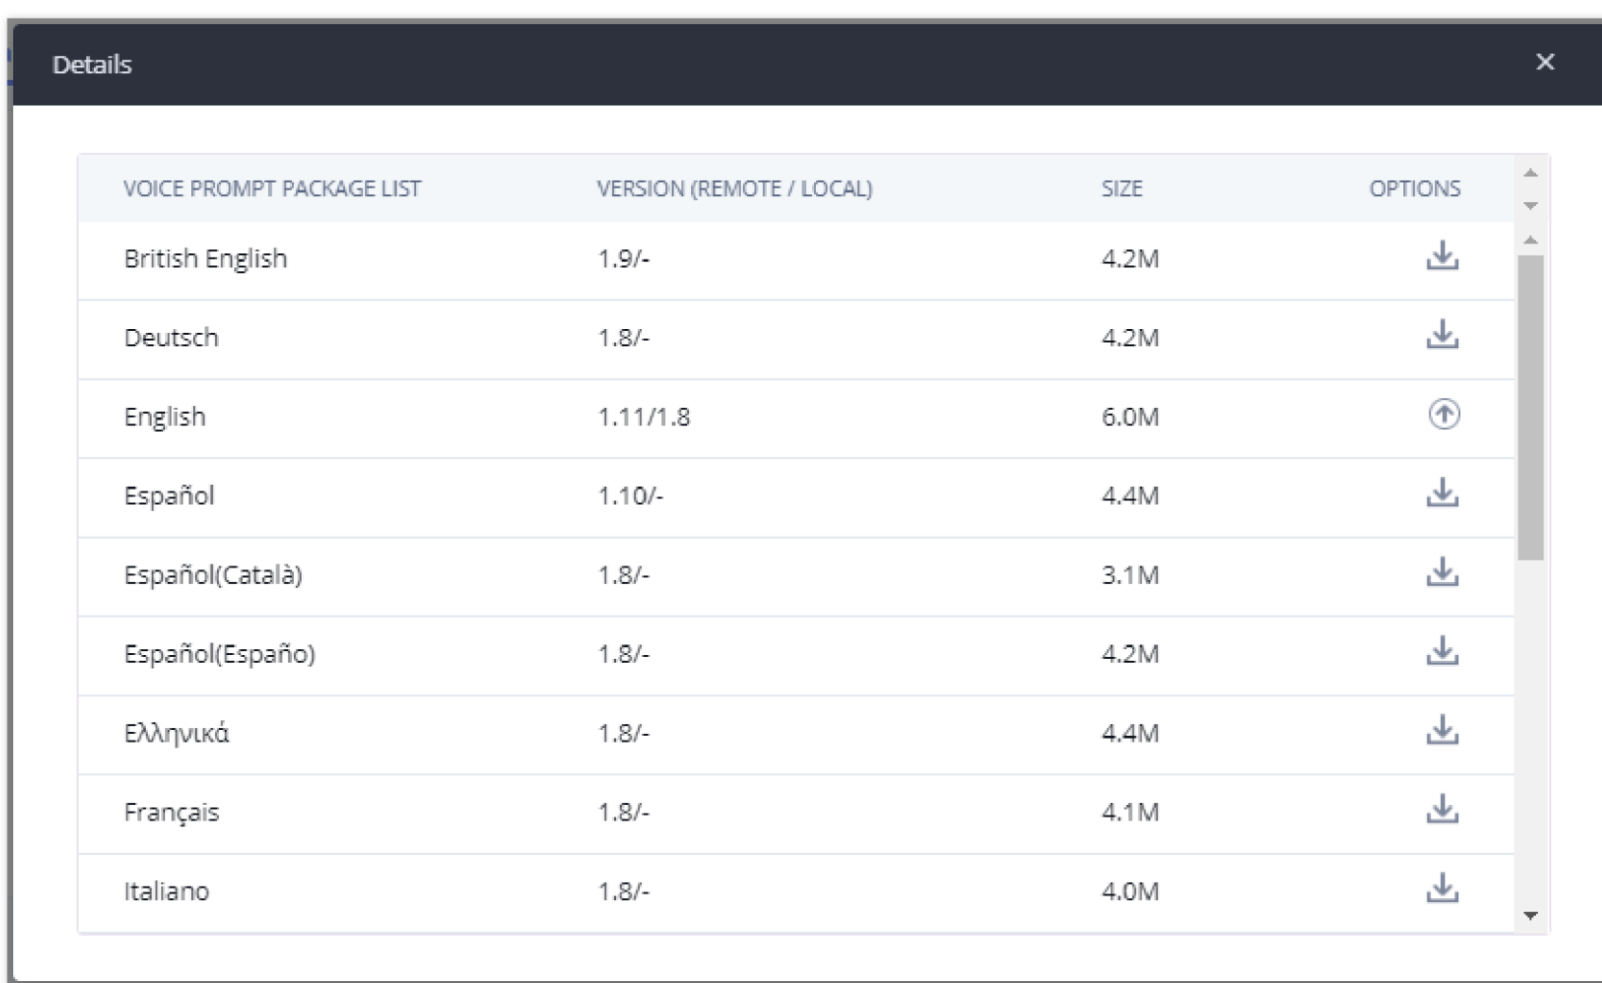 Details
VOICE PROMPT PACKAGE LIST VERSION (REMOTE / LOCAL) SIZE OPTIONS
British English 1.9/- 4.2M
Deutsch 1.8/- 4.2M
English 1.11/1.8 6.0M
Español 1.10/- 4.4M
Español(Català) 1.8/- 3.1M
Español(Españo) 1.8/- 4.2M
Ελληνικά 1.8/- 4.4M
Français 1.8/- 4.1M
Italiano 1.8/- 4.0M